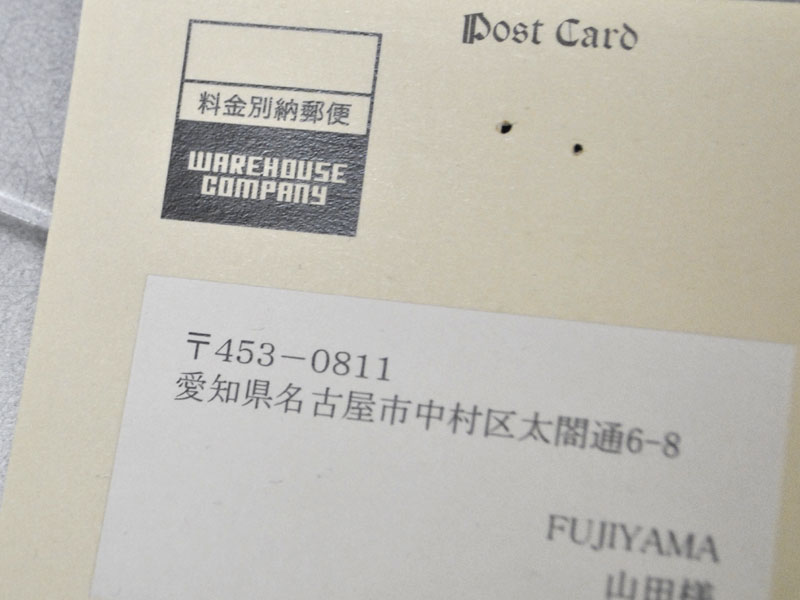 Post Card
料金別納郵便
WAREHOUSE
COMPANY
〒453-0811
愛知県名古屋市中村区太閤通6-8
FUJIYAMA
山田様